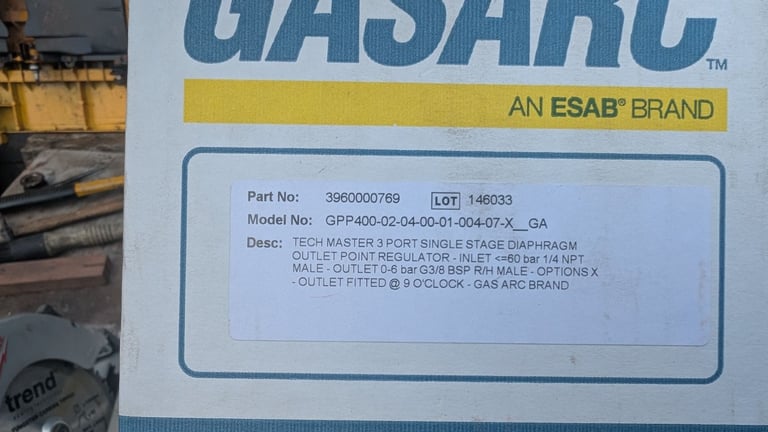 GASARC
TM
AN ESAB® BRAND
Part No: 3960000769 LOT 146033
Model No: GPP400-02-04-00-01-004-07-X__GA
Desc: TECH MASTER 3 PORT SINGLE STAGE DIAPHRAGM
OUTLET POINT REGULATOR - INLET <=60 bar 1/4 NPT
MALE - OUTLET 0-6 bar G3/8 BSP R/H MALE - OPTIONS X
- OUTLET FITTED @ 9 O'CLOCK - GAS ARC BRAND
trend